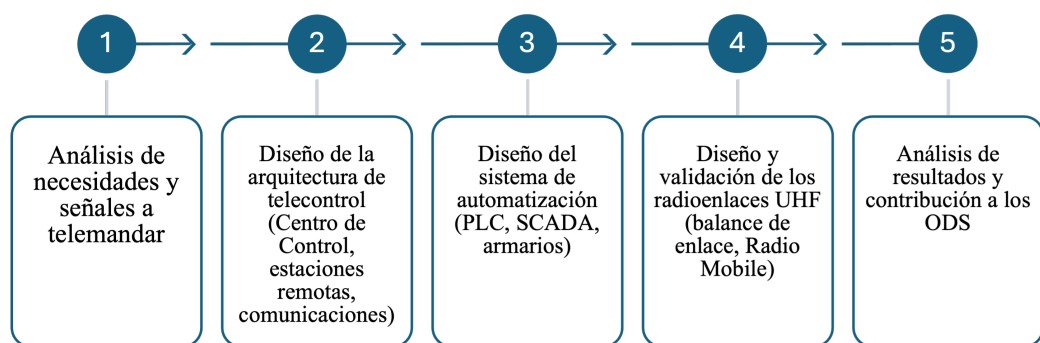 1
2
3
4
5
Análisis de
necesidades y
señales a
telemandar
Diseño de la
arquitectura de
telecontrol
(Centro de
Control,
estaciones
remotas,
comunicaciones)
Diseño del
sistema de
automatización
(PLC, SCADA,
armarios)
Diseño y
validación de los
radioenlaces UHF
(balance de
enlace, Radio
Mobile)
Análisis de
resultados y
contribución a los
ODS